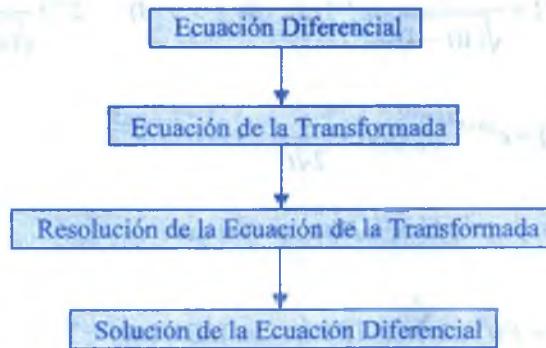 Ecuación Diferencial
Ecuación de la Transformada
Resolución de la Ecuación de la Transformada
Solución de la Ecuación Diferencial